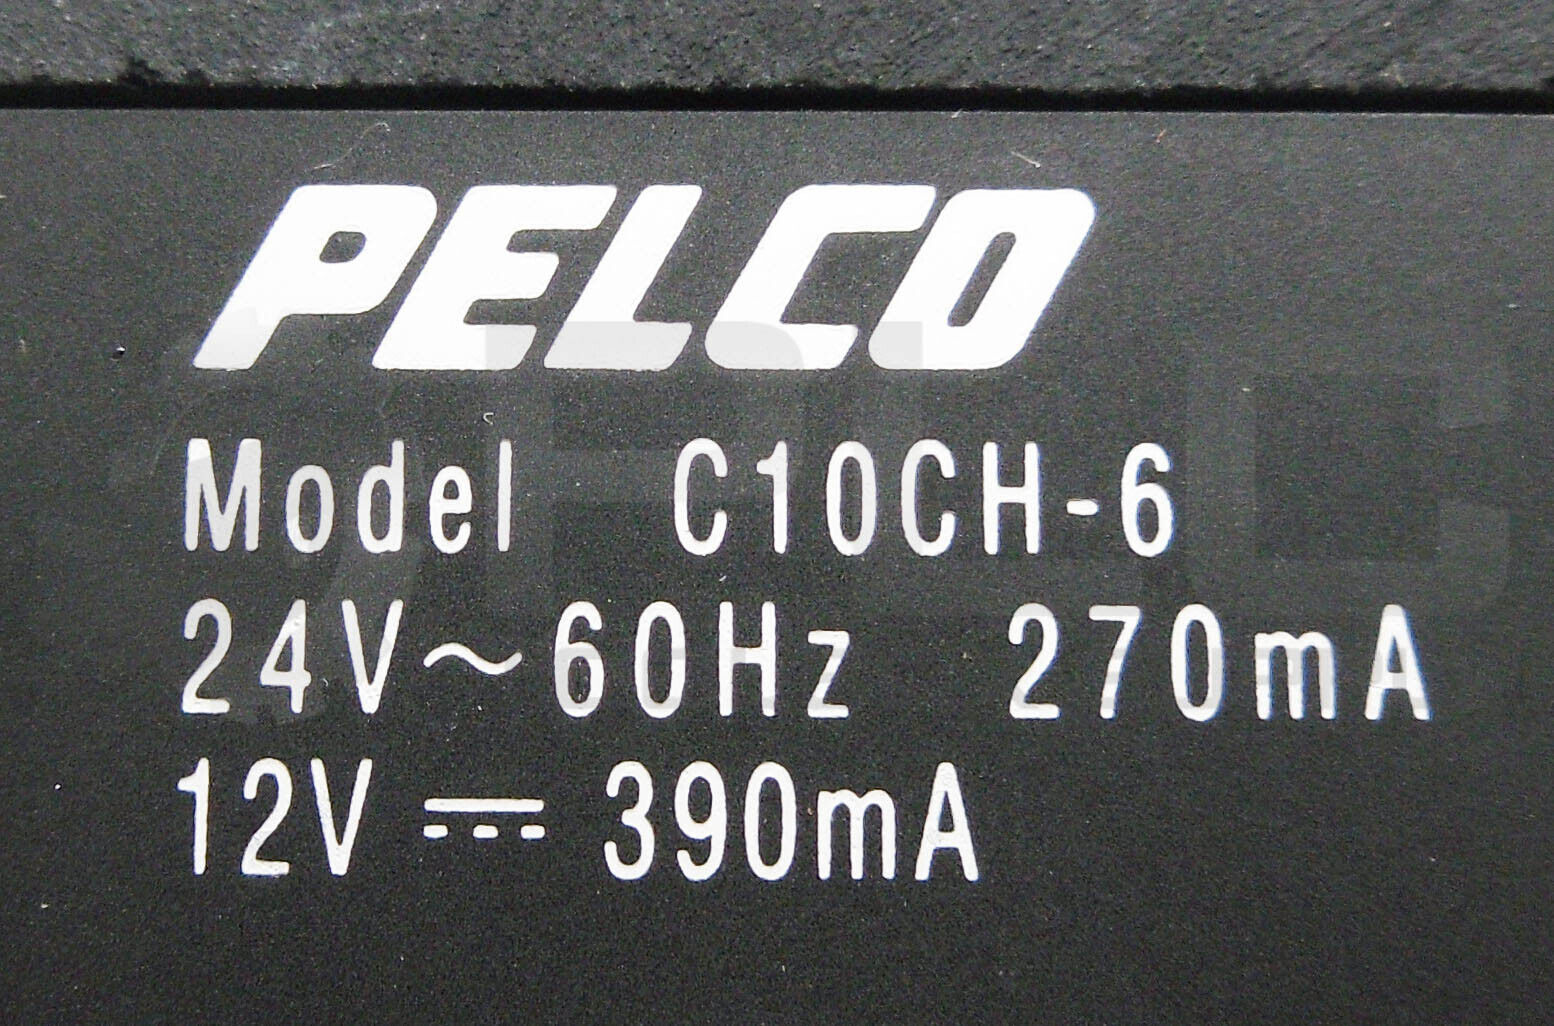 PELCO
Model C10CH-6
24V～60Hz 270mA
12V ⎓ 390mA